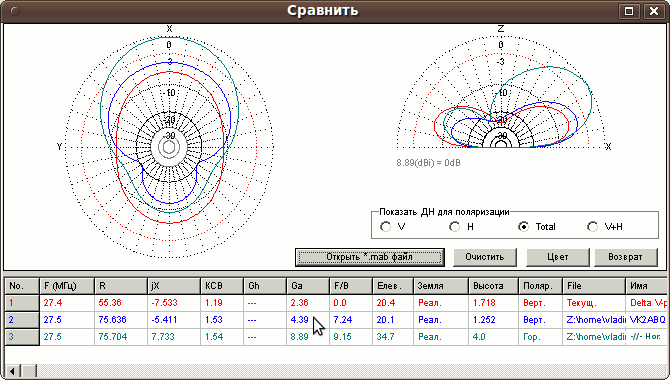 Сравнить
X
0
-3
-10
-20
-30
Y
Z
0
-3
-10
-20
-30
X
8.89(dBi) = 0dB
Показать ДН для поляризации
V H Total V+H
Открыть *.mab файл Очистить Цвет Возврат
No. F (МГц) R jX КСВ Gh Ga F/B Елев. Земля Высота Поляр. File Имя
1 27.4 55.36 -7.533 1.19 --- 2.36 0.0 20.4 Реал. 1.718 Верт. Текущ. Delta V-p
2 27.5 75.636 -5.411 1.53 --- 4.39 7.24 20.1 Реал. 1.252 Верт. Z:\home\vladin VK2ABQ
3 27.5 75.704 7.733 1.54 --- 8.89 9.15 34.7 Реал. 4.0 Гор. Z:\home\vladin -//- Hor.